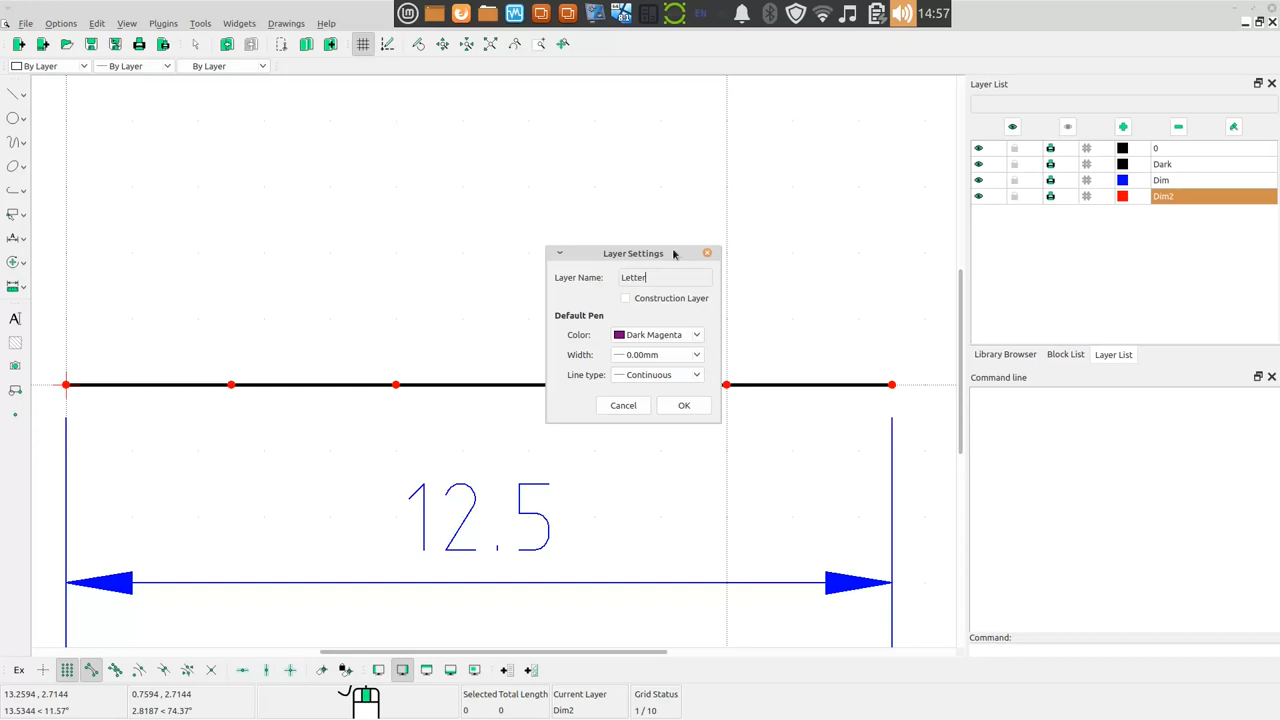 EN
14:57
File Options Edit View Plugins Tools Widgets Drawings Help
By Layer By Layer By Layer
Layer List
0
Dark
Dim
Dim2
Layer Settings
Layer Name: Letter
Construction Layer
Default Pen
Color: Dark Magenta
Width: 0.00mm
Line type: Continuous
Cancel OK
Library Browser Block List Layer List
Command line
12.5
Command:
Ex
13.2594 , 2.7144 0.7594 , 2.7144 Selected Total Length Current Layer Grid Status
13.5344 < 11.57° 2.8187 < 74.37° 0 0 Dim2 1 / 10